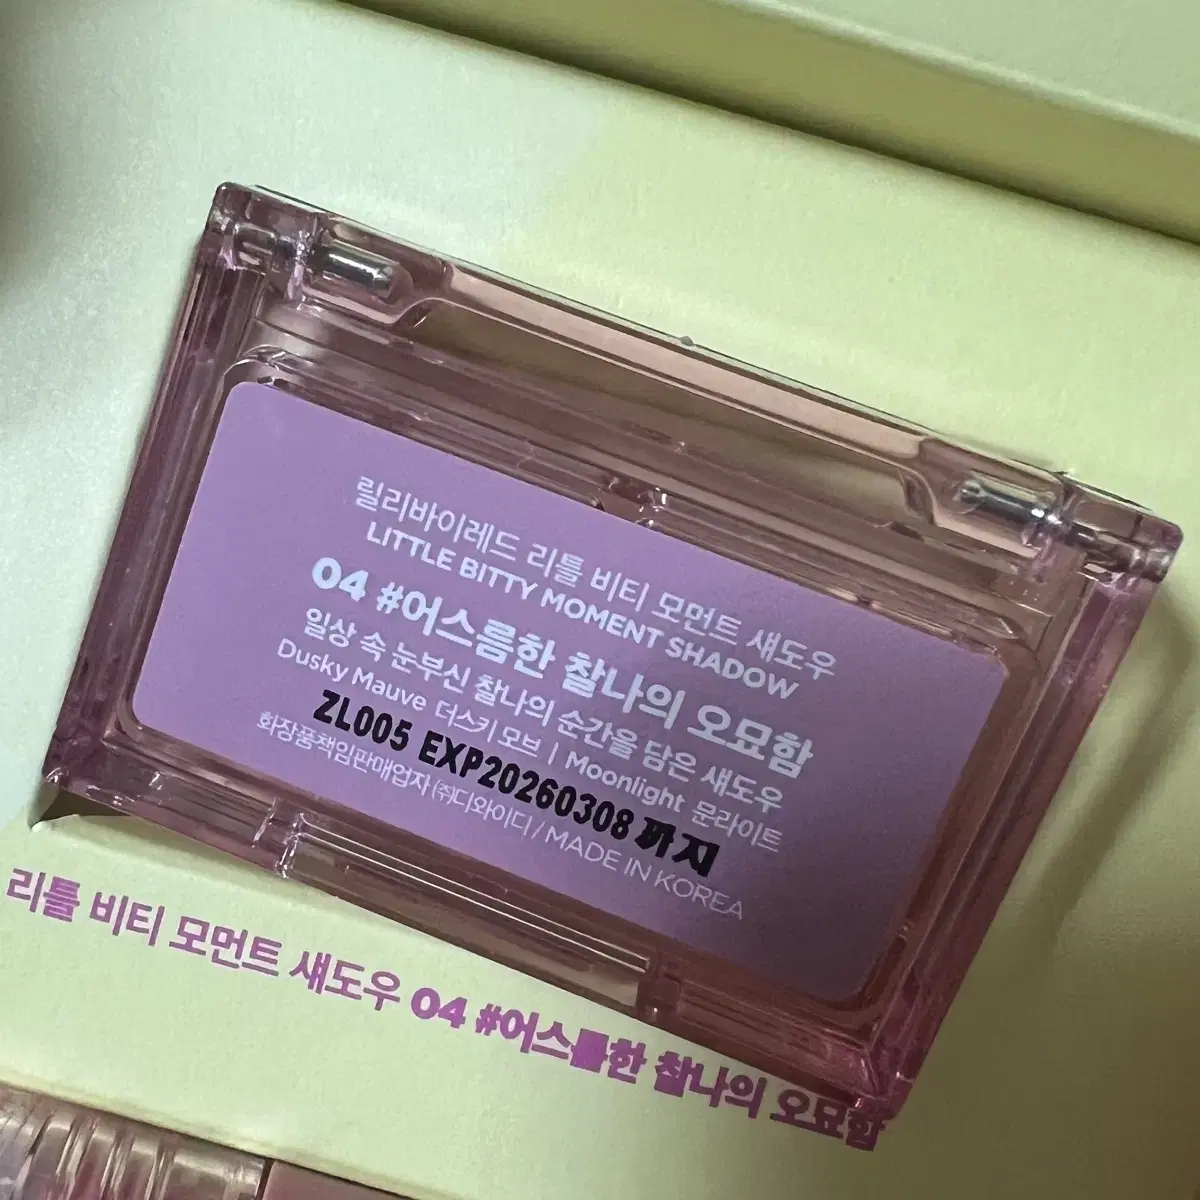 릴리바이레드 리틀 비티 모먼트 섀도우
LITTLE BITTY MOMENT SHADOW
04 #어스름한 찰나의 오묘함
일상 속 눈부신 찰나의 순간을 담은 섀도우
Dusky Mauve 더스키 모브 | Moonlight 문라이트
ZL005 EXP20260308 까지
화장품책임판매업자 (주)디와이디 / MADE IN KOREA
리틀 비티 모먼트 섀도우 04 #어스름한 찰나의 오묘함